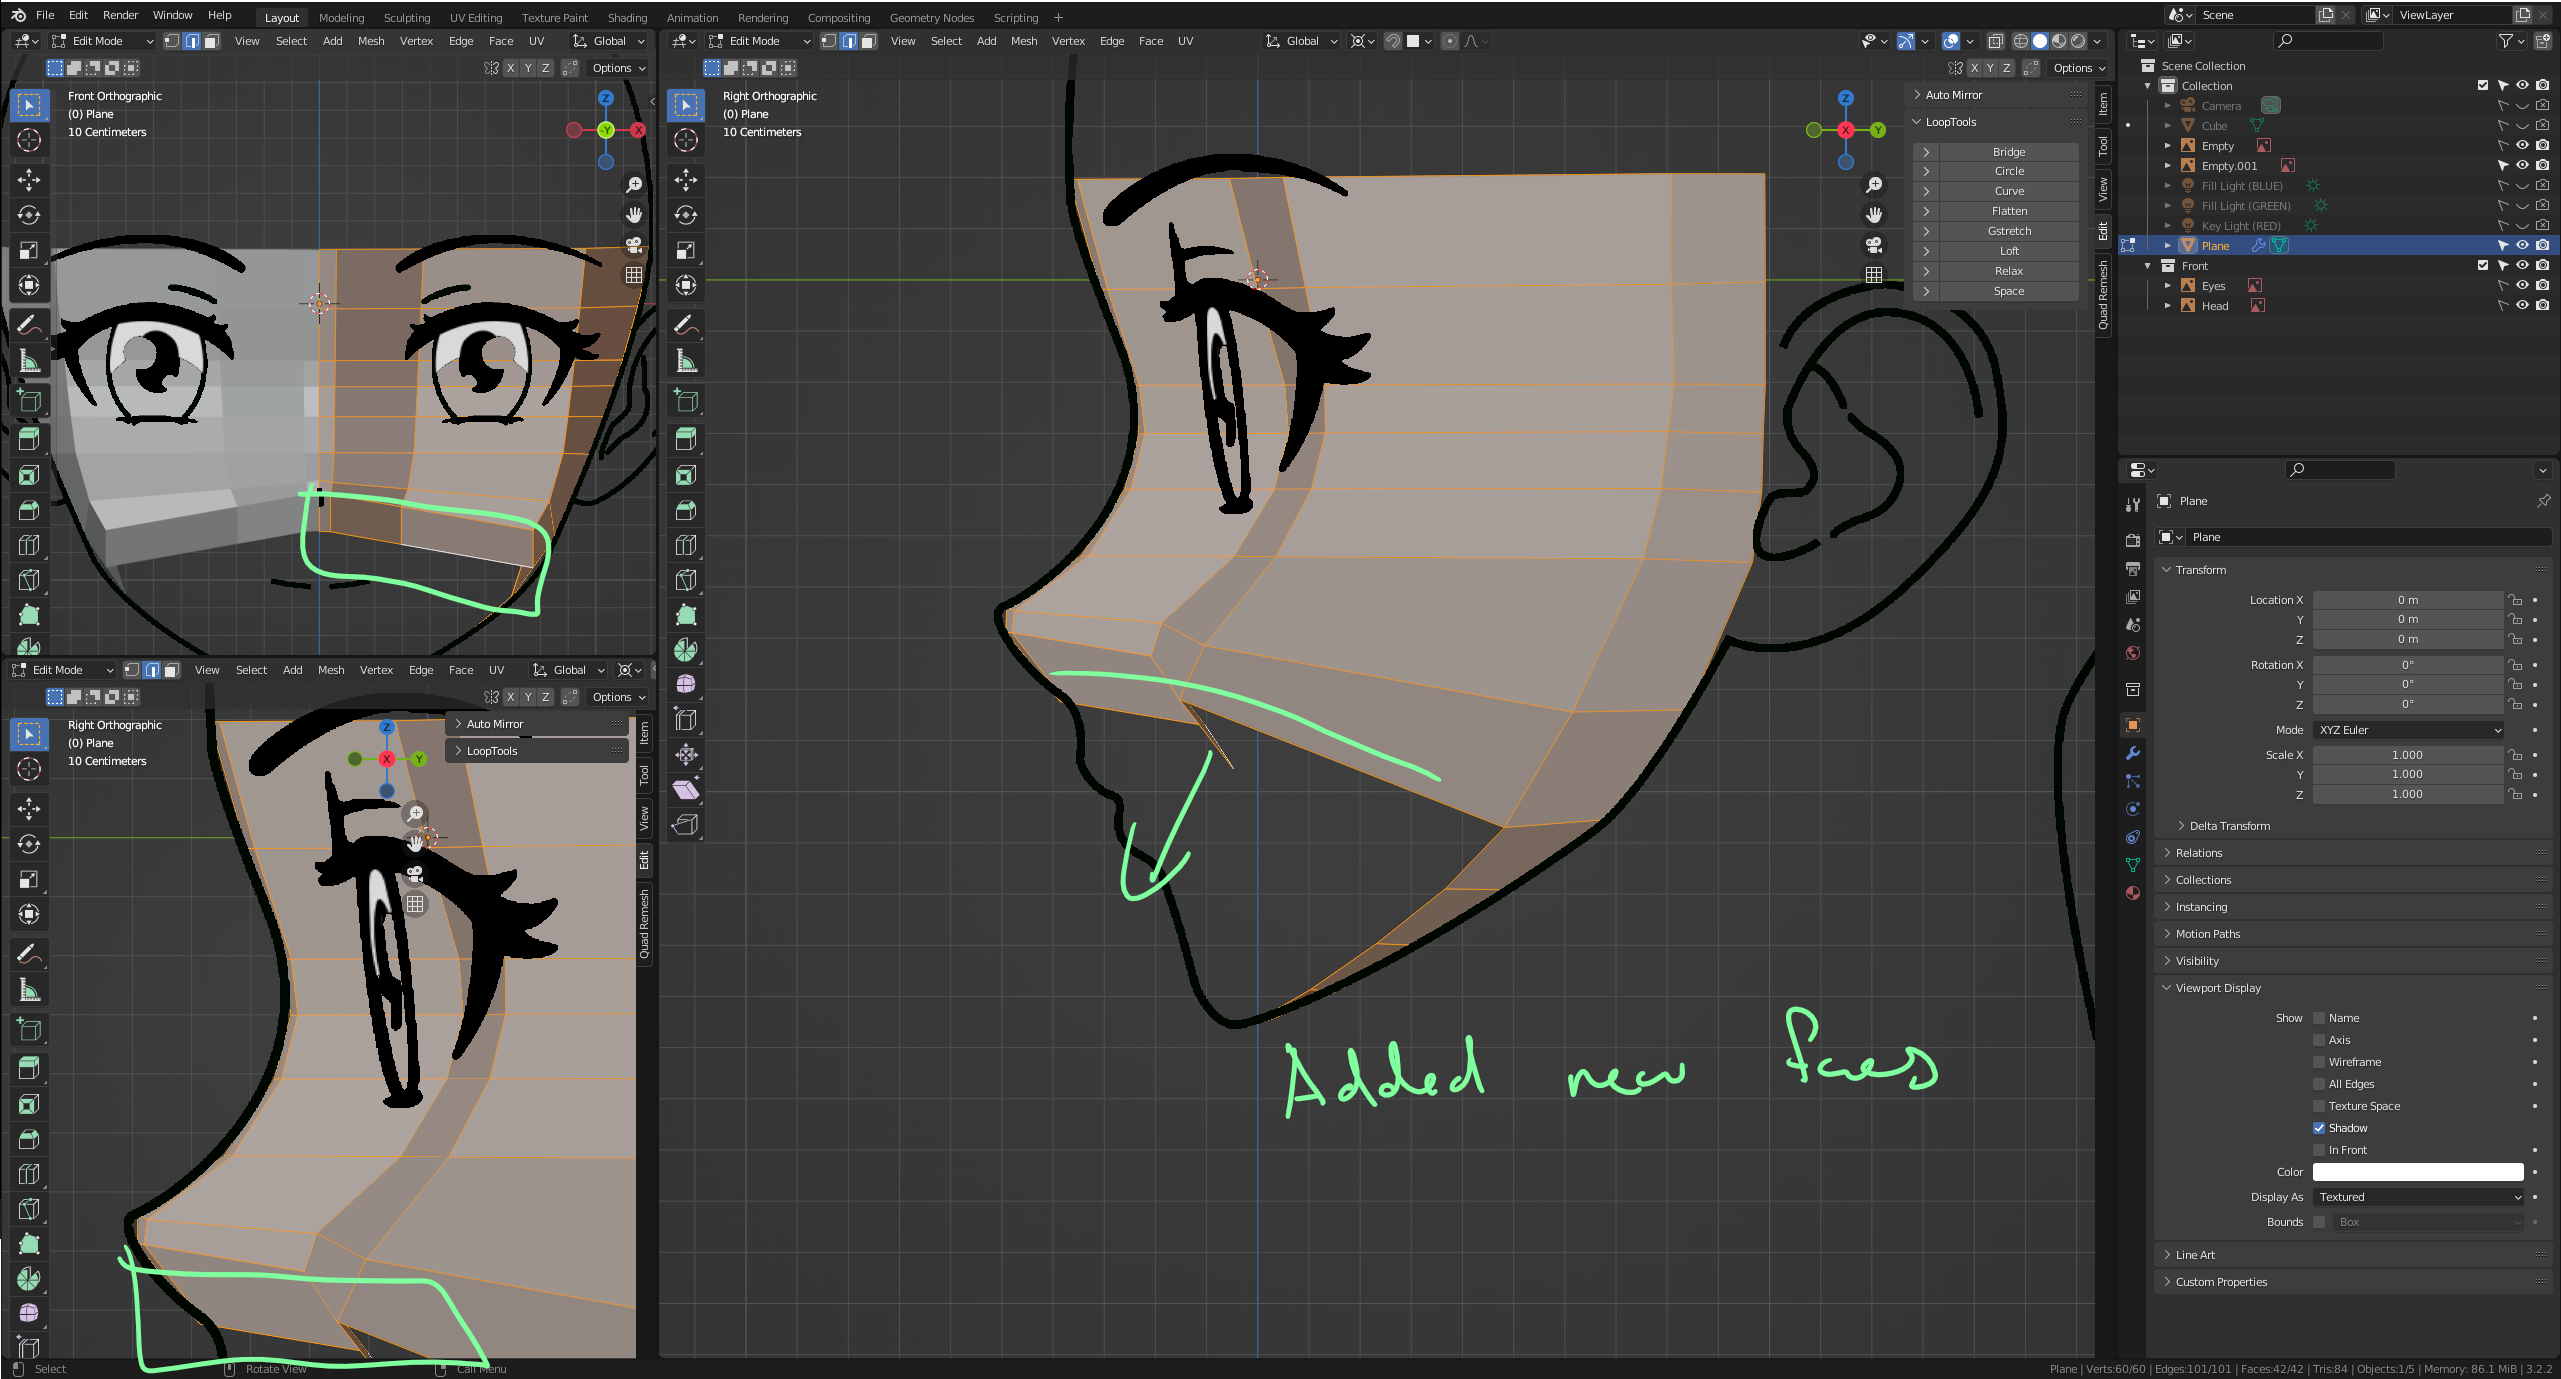 File Edit Render Window Help Layout Modeling Sculpting UV Editing Texture Paint Shading Animation Rendering Compositing Geometry Nodes Scripting + Scene ViewLayer
Edit Mode View Select Add Mesh Vertex Edge Face UV Global
X Y Z Options
Front Orthographic
(0) Plane
10 Centimeters
Z
Y
X
Edit Mode View Select Add Mesh Vertex Edge Face UV Global
X Y Z Options
Right Orthographic
(0) Plane
10 Centimeters
Z
X
Y
Auto Mirror
LoopTools
Bridge
Circle
Curve
Flatten
Gstretch
Loft
Relax
Space
Item
Tool
View
Edit
Quad Remesh
Added new faces
Edit Mode View Select Add Mesh Vertex Edge Face UV Global
X Y Z Options
Right Orthographic
(0) Plane
10 Centimeters
Z
X
Y
Auto Mirror
LoopTools
Item
Tool
View
Edit
Quad Remesh
Scene Collection
Collection
Camera
Cube
Empty
Empty.001
Fill Light (BLUE)
Fill Light (GREEN)
Key Light (RED)
Plane
Front
Eyes
Head
Plane
Plane
Transform
Location X 0 m
Y 0 m
Z 0 m
Rotation X 0°
Y 0°
Z 0°
Mode XYZ Euler
Scale X 1.000
Y 1.000
Z 1.000
Delta Transform
Relations
Collections
Instancing
Motion Paths
Visibility
Viewport Display
Show Name
Axis
Wireframe
All Edges
Texture Space
Shadow
In Front
Color
Display As Textured
Bounds Box
Line Art
Custom Properties
Select Rotate View Call Menu Plane | Verts:60/60 | Edges:101/101 | Faces:42/42 | Tris:84 | Objects:1/5 | Memory: 86.1 MiB | 3.2.2